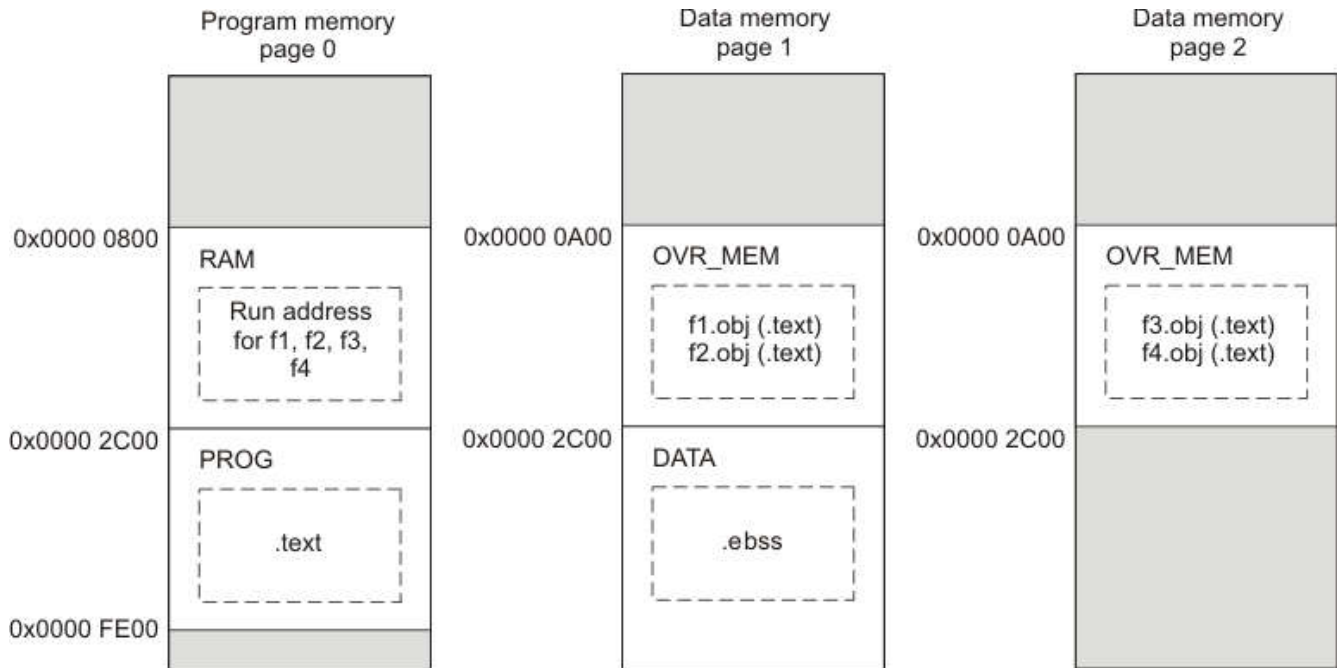 Program memory
page 0
Data memory
page 1
Data memory
page 2
0x0000 0800
RAM
Run address
for f1, f2, f3,
f4
0x0000 2C00
PROG
.text
0x0000 FE00
0x0000 0A00
OVR_MEM
f1.obj (.text)
f2.obj (.text)
0x0000 2C00
DATA
.ebss
0x0000 0A00
OVR_MEM
f3.obj (.text)
f4.obj (.text)
0x0000 2C00